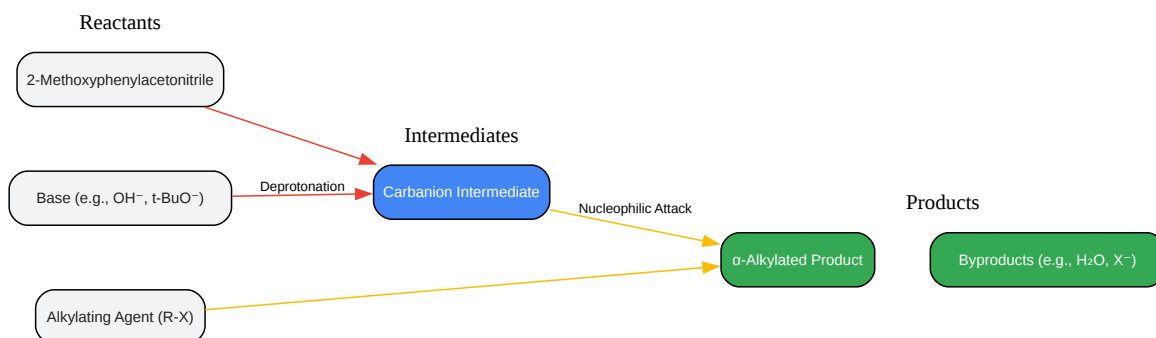 Reactants
2-Methoxyphenylacetonitrile
Intermediates
Base (e.g., OH⁻, t-BuO⁻)
Deprotonation
Carbanion Intermediate
Nucleophilic Attack
Products
α-Alkylated Product
Byproducts (e.g., H₂O, X⁻)
Alkylating Agent (R-X)